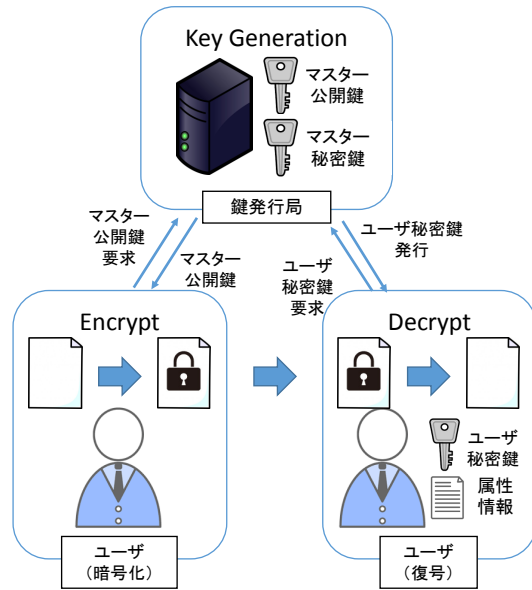 Key Generation
マスター
公開鍵
マスター
秘密鍵
鍵発行局
マスター
公開鍵
要求
マスター
公開鍵
ユーザ秘密鍵
発行
ユーザ
秘密鍵
要求
Encrypt
ユーザ
（暗号化）
Decrypt
ユーザ
秘密鍵
属性
情報
ユーザ
（復号）